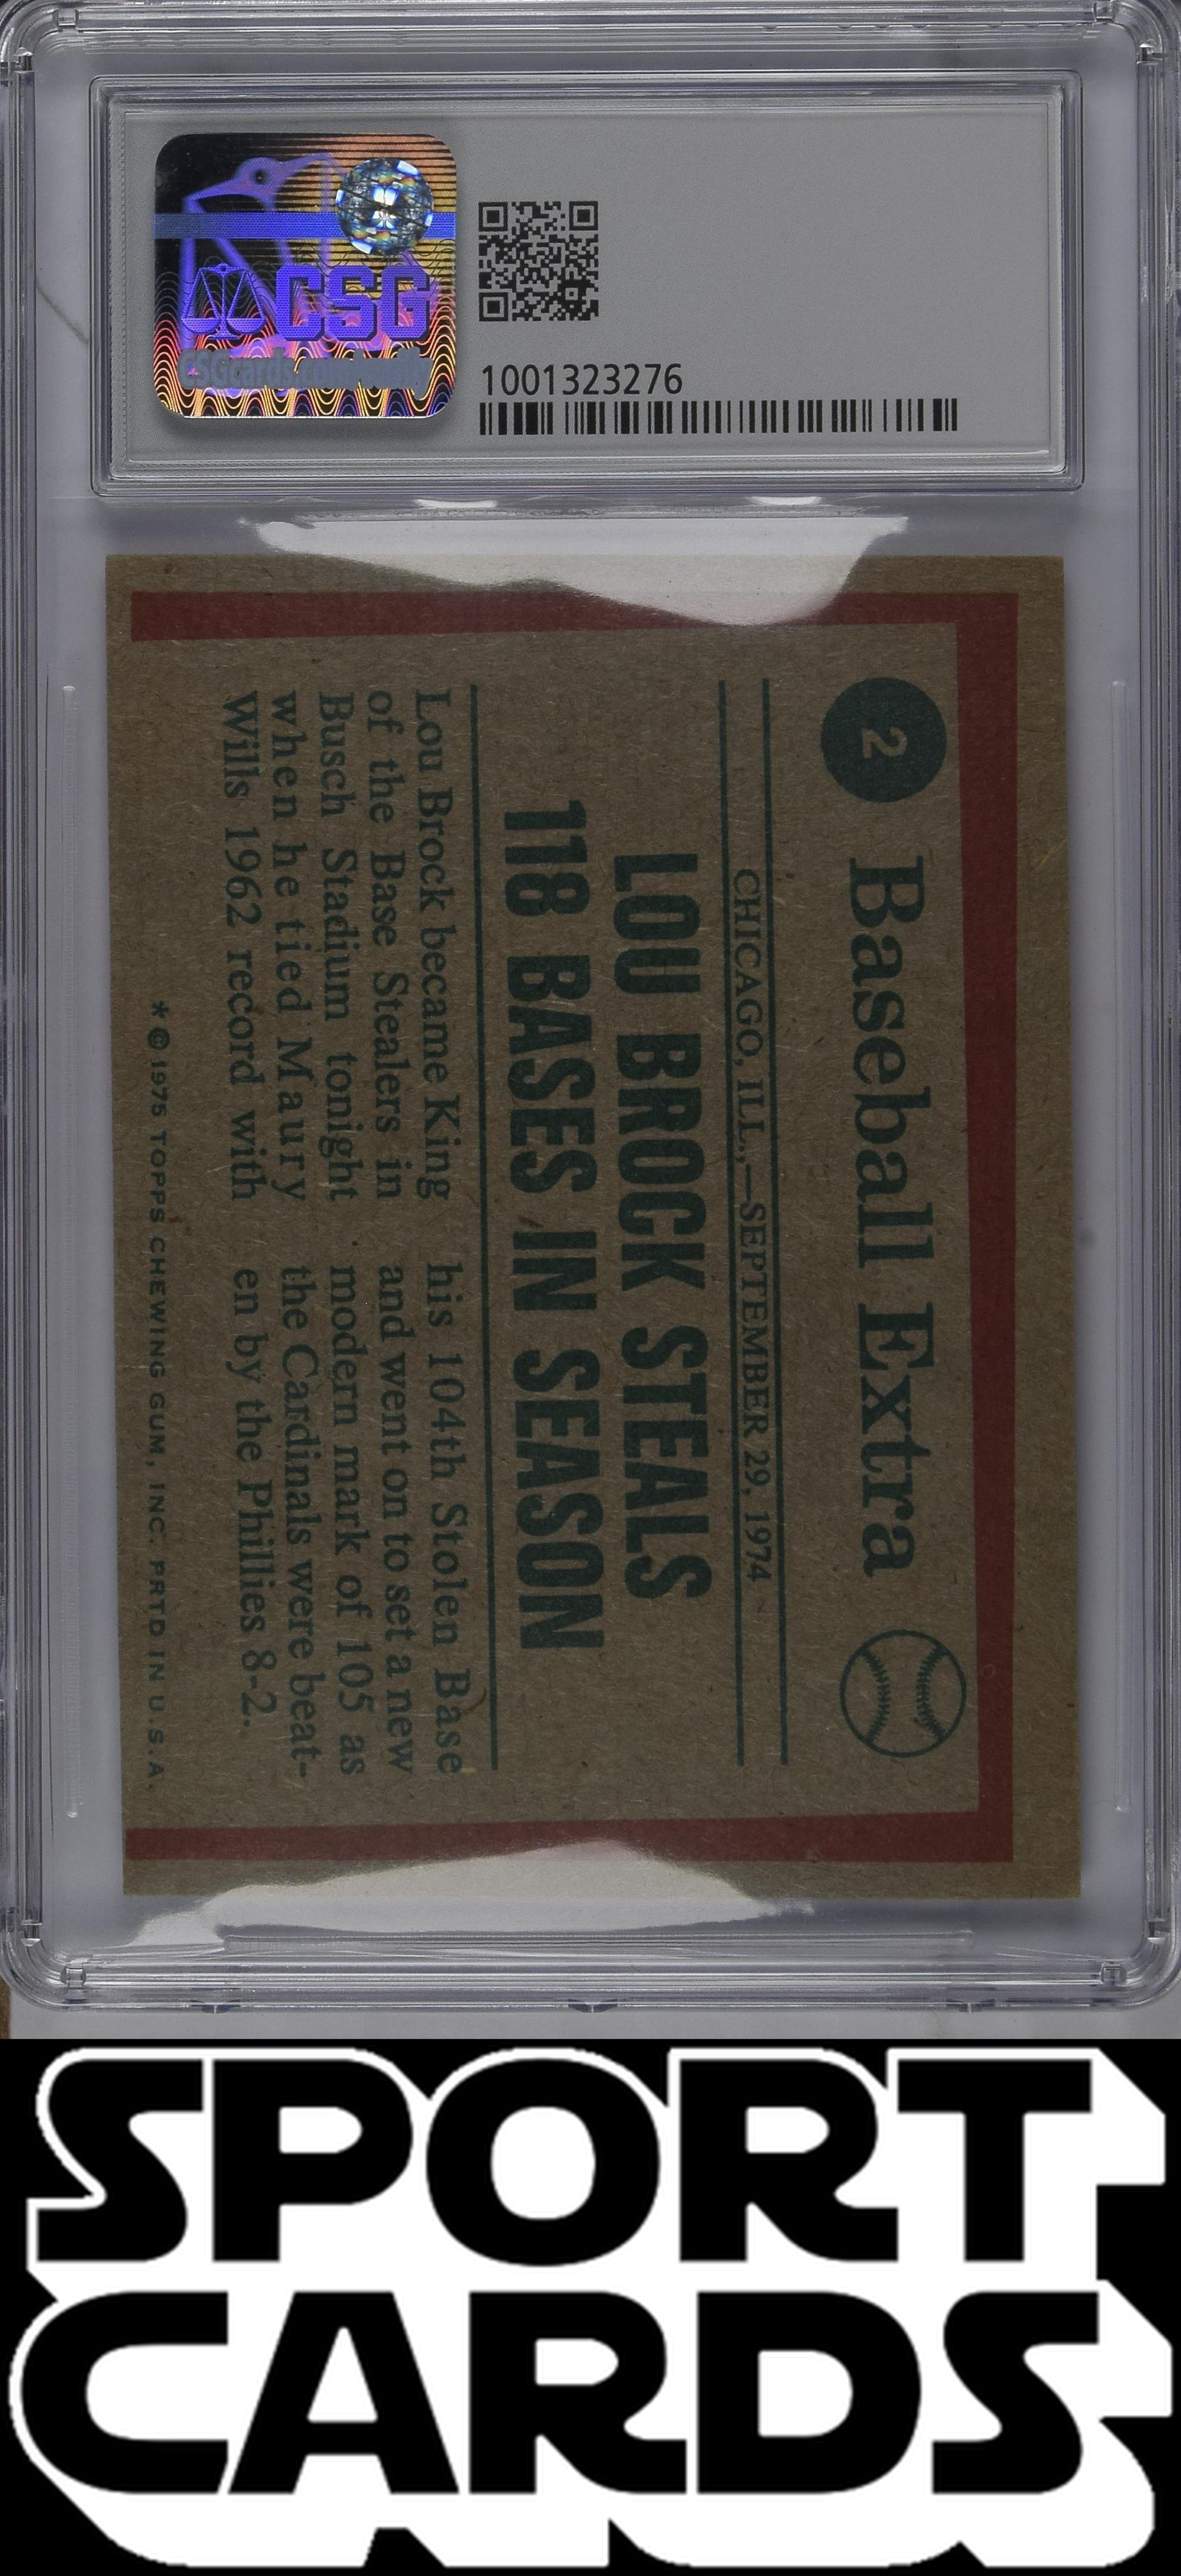 CSG
CSGcards.com/verify
1001323276
2
Baseball Extra
CHICAGO, ILL.,—SEPTEMBER 29, 1974
LOU BROCK STEALS
118 BASES IN SEASON
Lou Brock became King
of the Base Stealers in
Busch Stadium tonight
when he tied Maury
Wills 1962 record with
his 104th Stolen Base
and went on to set a new
modern mark of 105 as
the Cardinals were beat-
en by the Phillies 8-2.
* © 1975 TOPPS CHEWING GUM, INC. PRTD IN U.S.A.
SPORT
CARDS